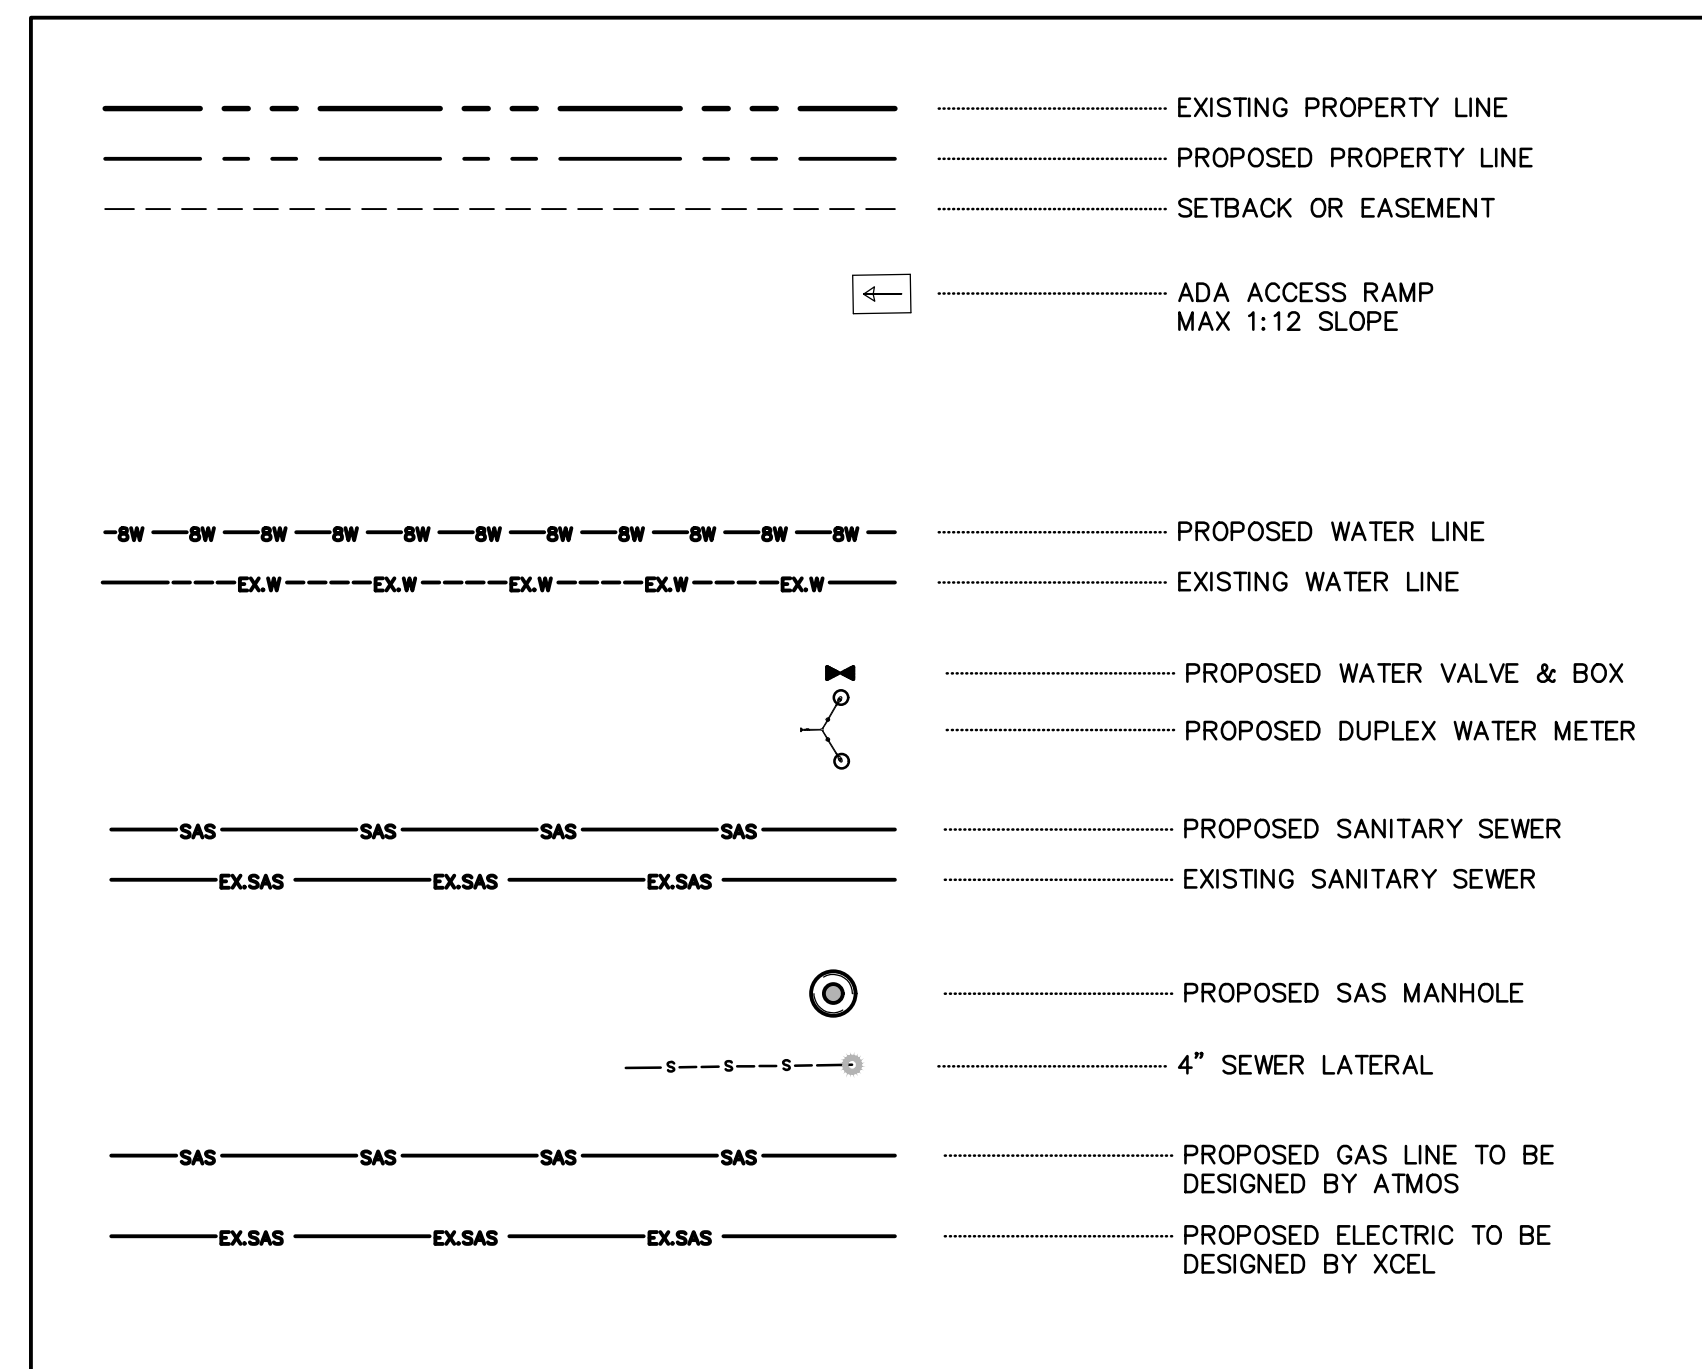 EXISTING PROPERTY LINE
PROPOSED PROPERTY LINE
SETBACK OR EASEMENT
ADA ACCESS RAMP
MAX 1:12 SLOPE
8W 8W 8W 8W 8W 8W 8W 8W 8W 8W 8W PROPOSED WATER LINE
EX.W EX.W EX.W EX.W EX.W EXISTING WATER LINE
PROPOSED WATER VALVE & BOX
PROPOSED DUPLEX WATER METER
SAS SAS SAS SAS PROPOSED SANITARY SEWER
EX.SAS EX.SAS EX.SAS EXISTING SANITARY SEWER
PROPOSED SAS MANHOLE
S S S 4" SEWER LATERAL
SAS SAS SAS SAS PROPOSED GAS LINE TO BE
DESIGNED BY ATMOS
EX.SAS EX.SAS EX.SAS PROPOSED ELECTRIC TO BE
DESIGNED BY XCEL